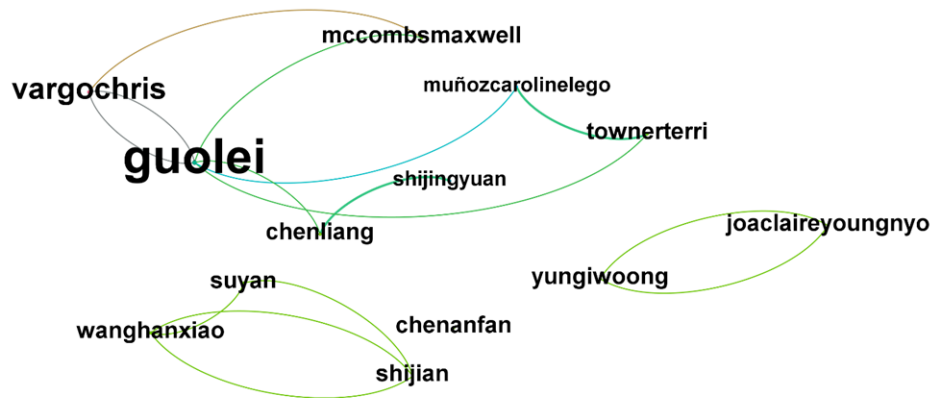 mccombsmaxwell
vargochris
muñozcarolinelego
townerterri
guolei
shijingyuan
chenliang
joaclaireyoungnyo
yungiwoong
suyan
chenanfan
wanghanxiao
shijian